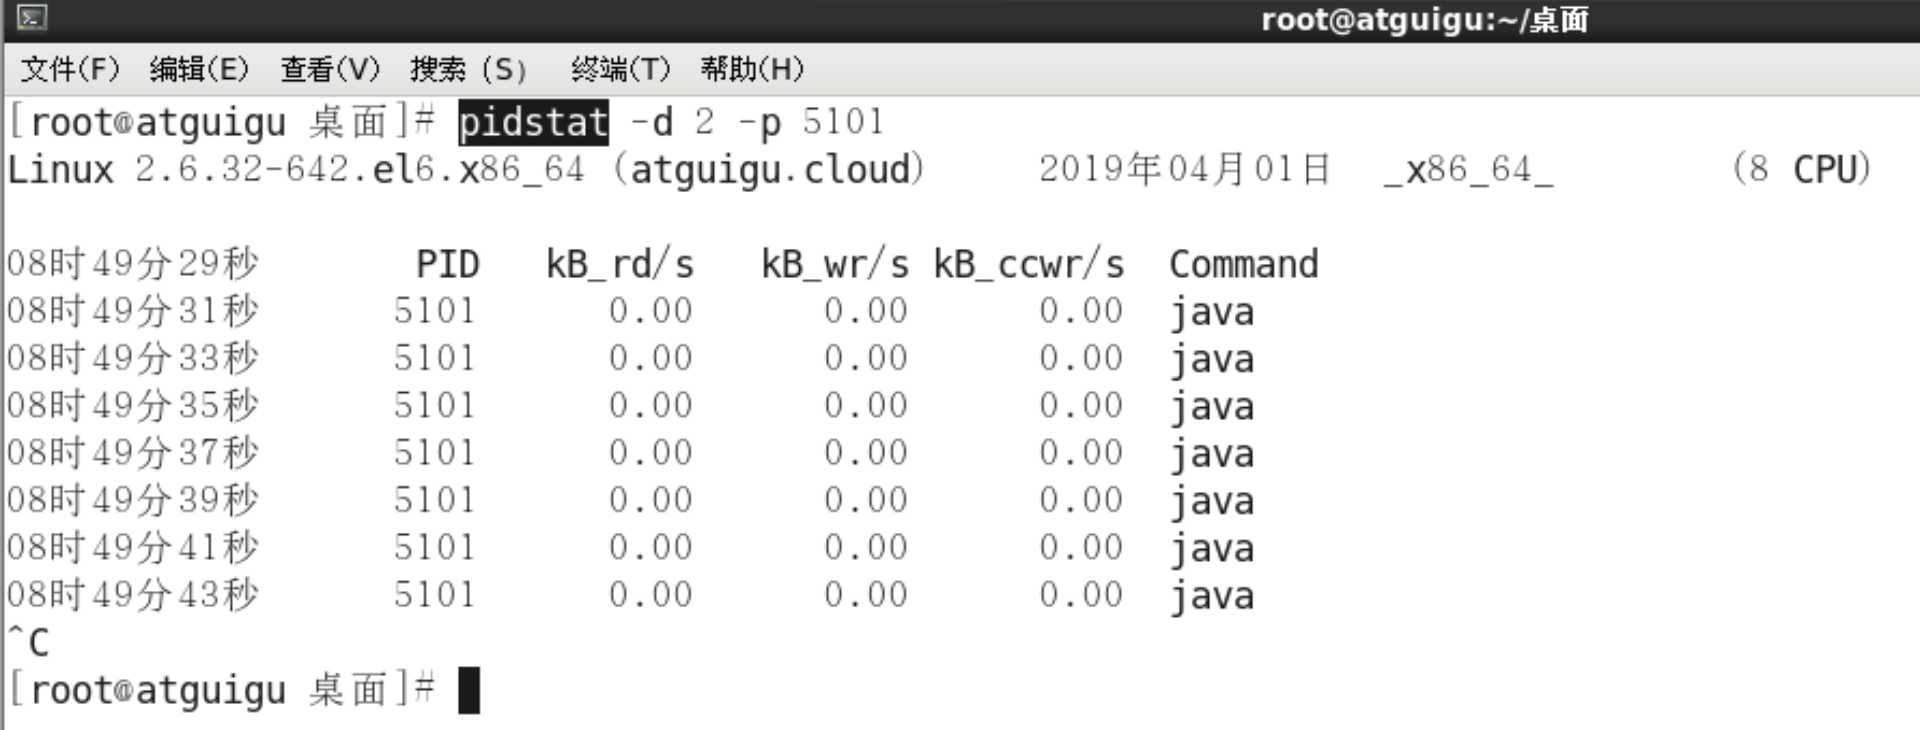 root@atguigu:~/桌面
文件(F) 编辑(E) 查看(V) 搜索 (S) 终端(T) 帮助(H)
[root@atguigu 桌面]# pidstat -d 2 -p 5101
Linux 2.6.32-642.el6.x86_64 (atguigu.cloud) 2019年04月01日 _x86_64_ (8 CPU)
08时49分29秒 PID kB_rd/s kB_wr/s kB_ccwr/s Command
08时49分31秒 5101 0.00 0.00 0.00 java
08时49分33秒 5101 0.00 0.00 0.00 java
08时49分35秒 5101 0.00 0.00 0.00 java
08时49分37秒 5101 0.00 0.00 0.00 java
08时49分39秒 5101 0.00 0.00 0.00 java
08时49分41秒 5101 0.00 0.00 0.00 java
08时49分43秒 5101 0.00 0.00 0.00 java
^C
[root@atguigu 桌面]#